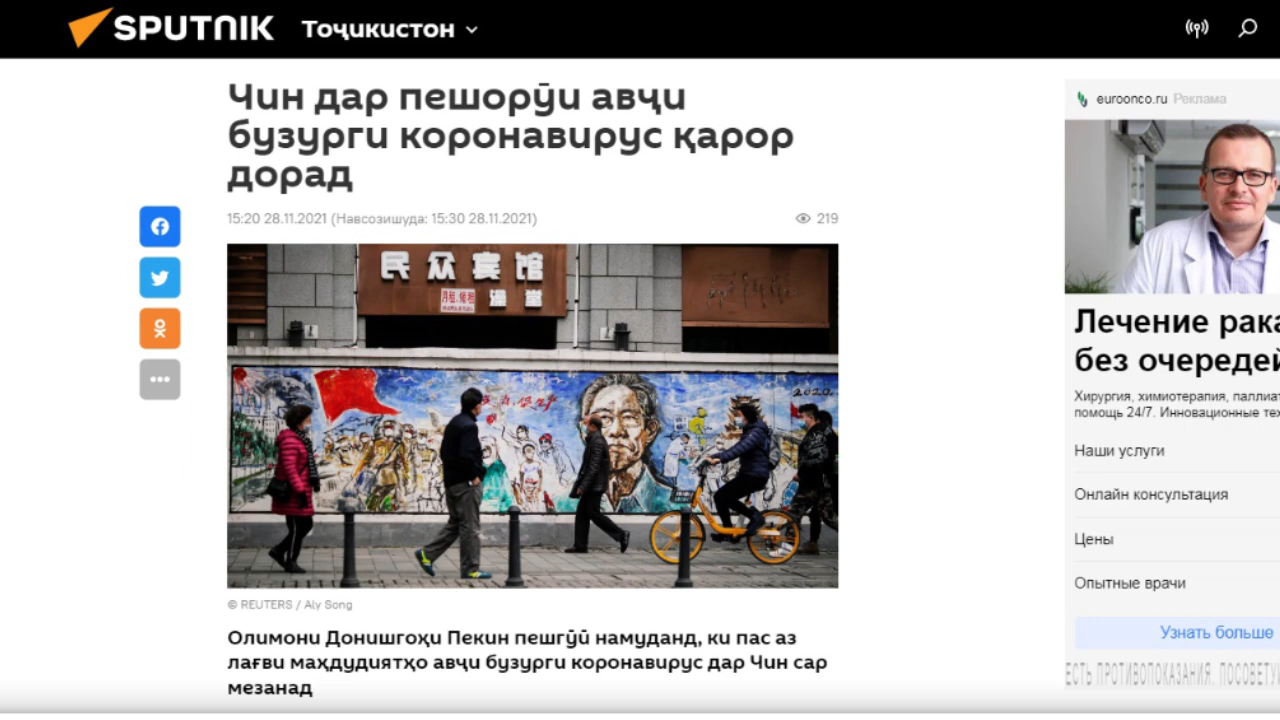 SPUTNIK Тоҷикистон
Чин дар пешорӯи авҷи
бузурги коронавирус қарор
дорад
15:20 28.11.2021 (Навсозишуда: 15:30 28.11.2021)
219
民众宾馆
© REUTERS / Aly Song
Олимони Донишгоҳи Пекин пешгӯӣ намуданд, ки пас аз
лағви маҳдудиятҳо авҷи бузурги коронавирус дар Чин сар
мезанад
euroonco.ru Реклама
Лечение рака
без очередей
Хирургия, химиотерапия, паллиат
помощь 24/7. Инновационные тех
Наши услуги
Онлайн консультация
Цены
Опытные врачи
Узнать больше
ЕСТЬ ПРОТИВОПОКАЗАНИЯ. ПОСОВЕТУЙ